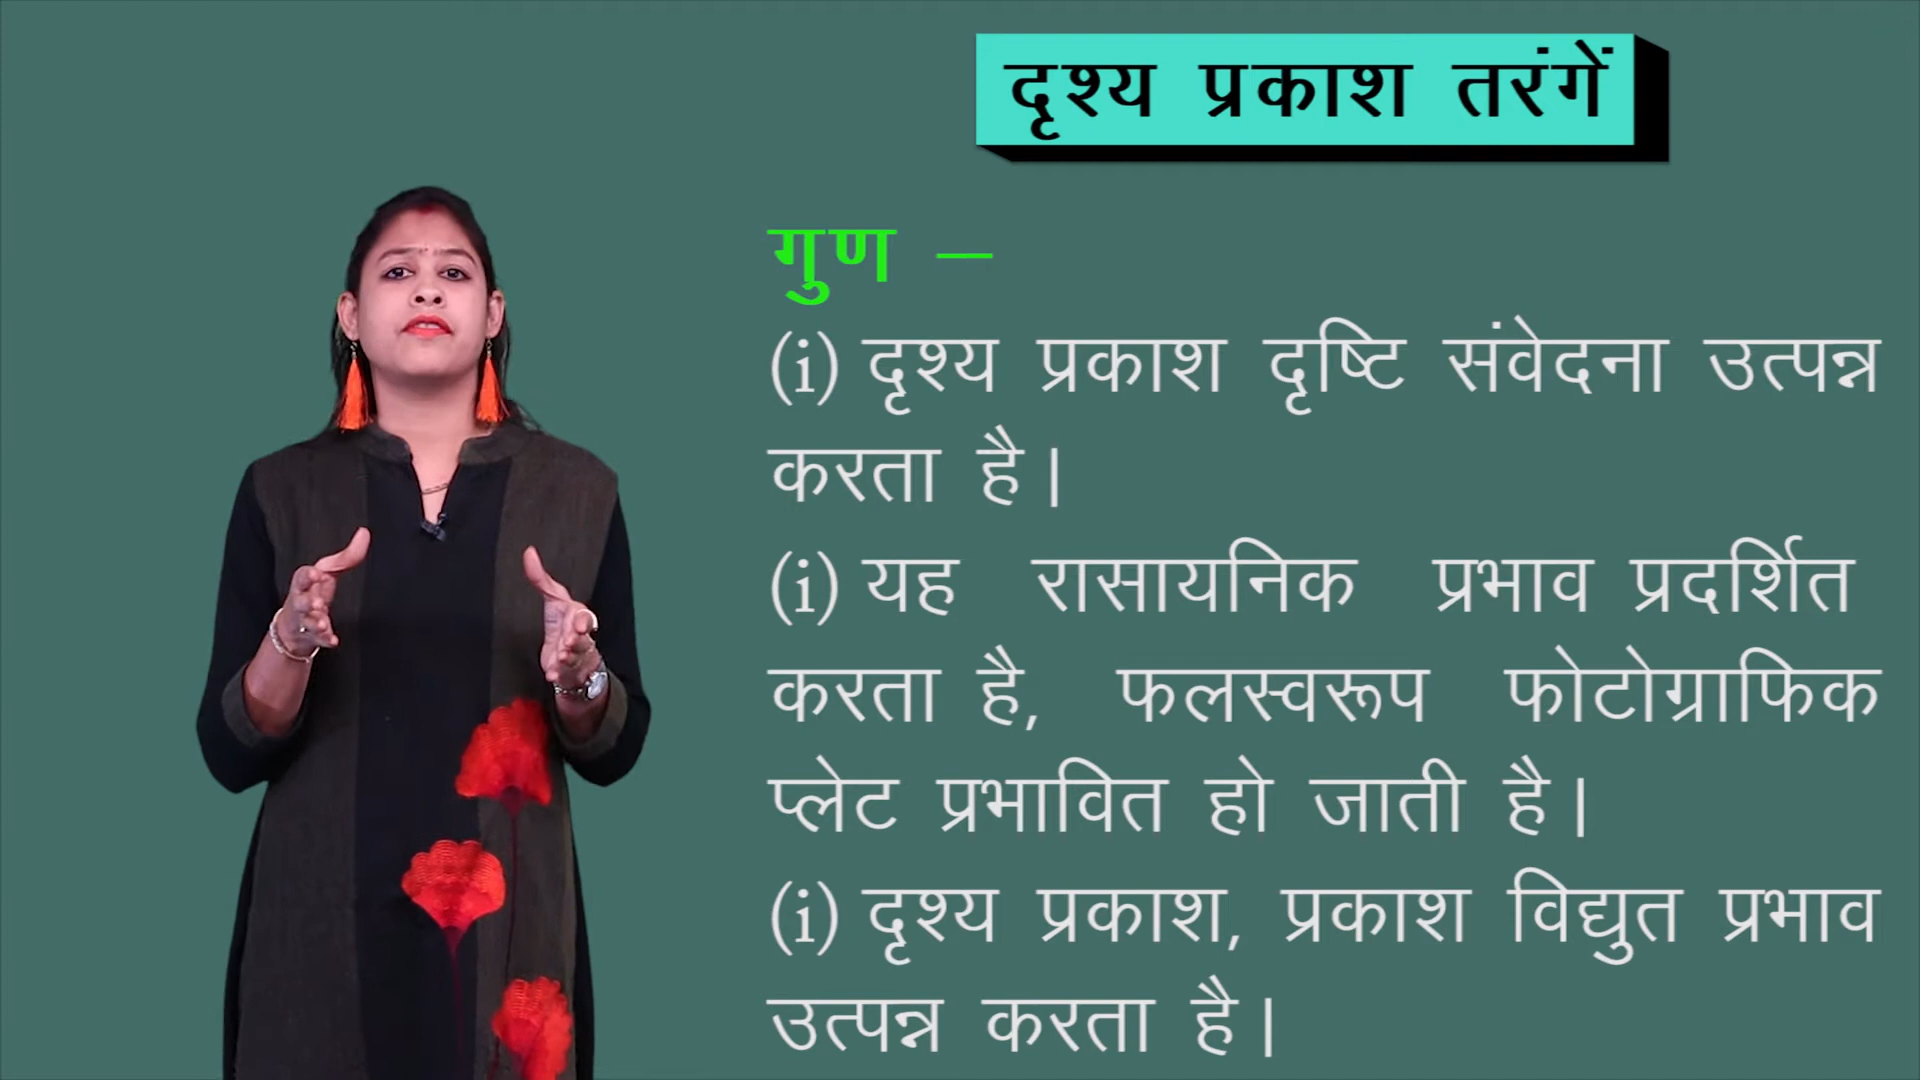 दृश्य प्रकाश तरंगें
गुण –
(i) दृश्य प्रकाश दृष्टि संवेदना उत्पन्न
करता है।
(i) यह रासायनिक प्रभाव प्रदर्शित
करता है, फलस्वरूप फोटोग्राफिक
प्लेट प्रभावित हो जाती है।
(i) दृश्य प्रकाश, प्रकाश विद्युत प्रभाव
उत्पन्न करता है।